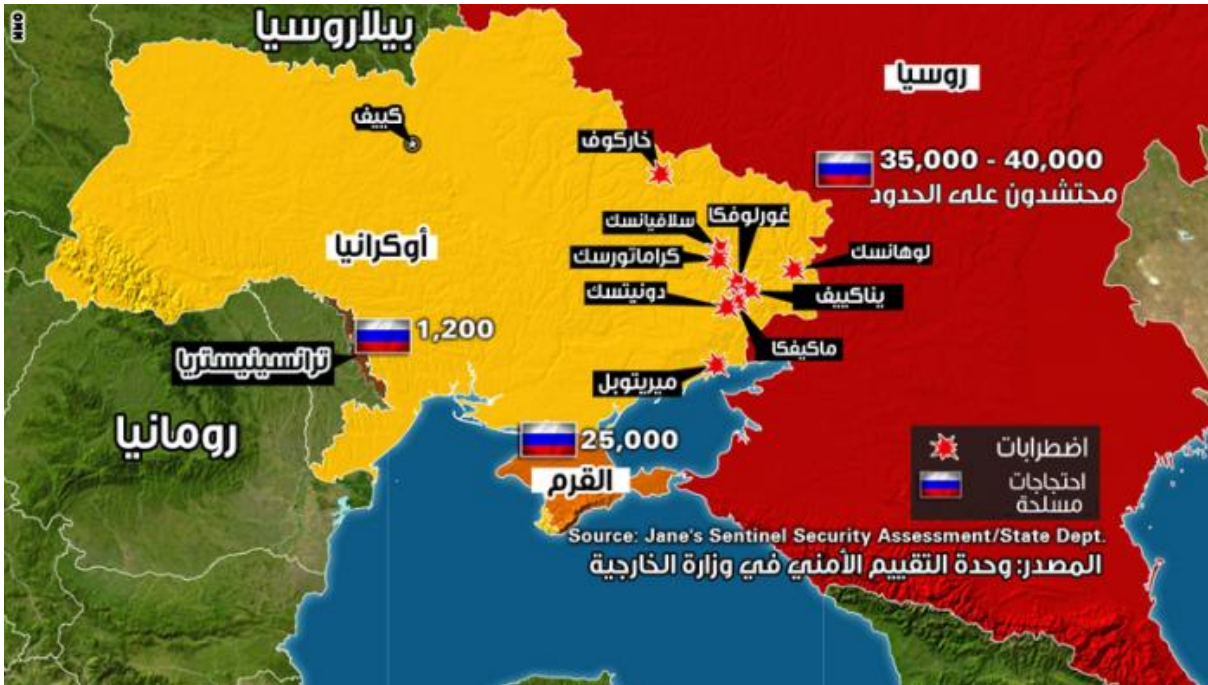 CNN
بيلاروسيا
روسيا
كييف
خاركوف
35,000 - 40,000
محتشدون على الحدود
غورلوفكا
سلافيانسك
أوكرانيا
لوهانسك
كراماتورسك
دونيتسك
يناكييف
1,200
ترانسينيستريا
ماكيفكا
ميريتوبل
رومانيا
25,000
القرم
اضطرابات
احتجاجات
مسلحة
Source: Jane's Sentinel Security Assessment/State Dept.
المصدر: وحدة التقييم الأمني في وزارة الخارجية